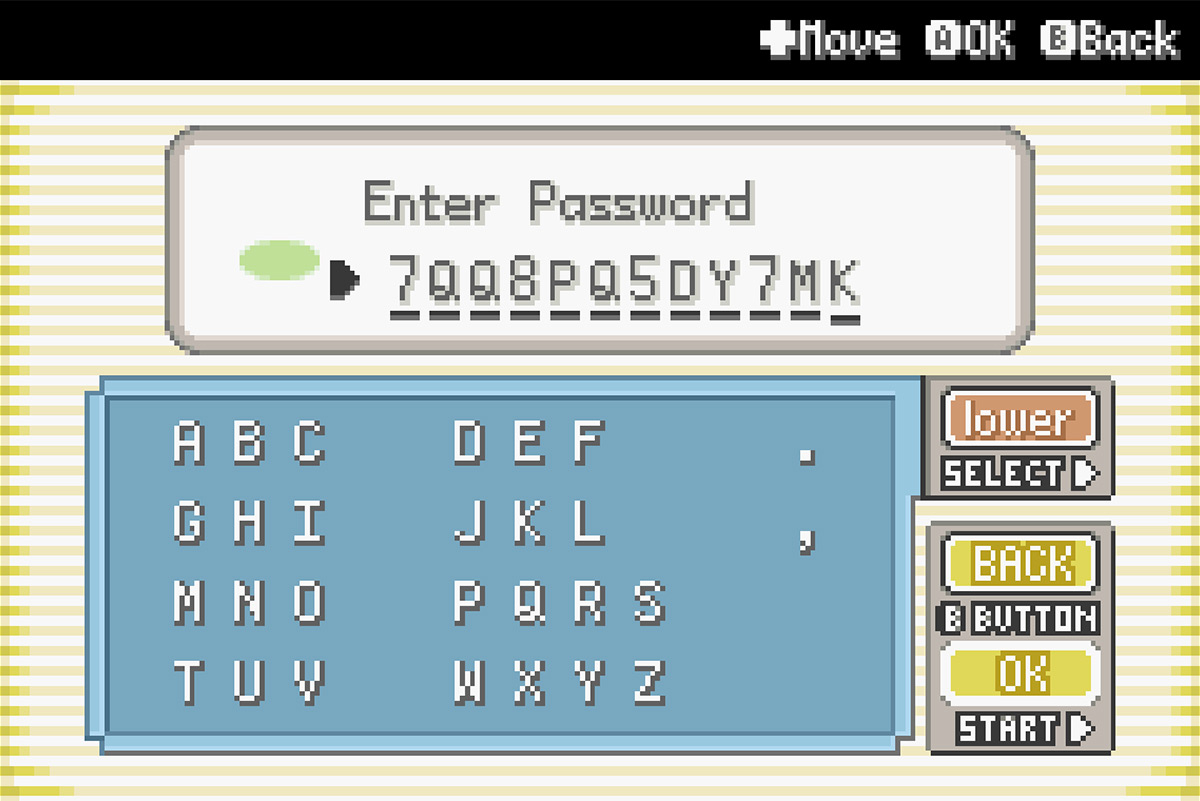 Move A OK B Back
Enter Password
7QQ8PQ5DY7MK
A B C D E F .
G H I J K L ,
M N O P Q R S
T U V W X Y Z
lower
SELECT
BACK
B BUTTON
OK
START